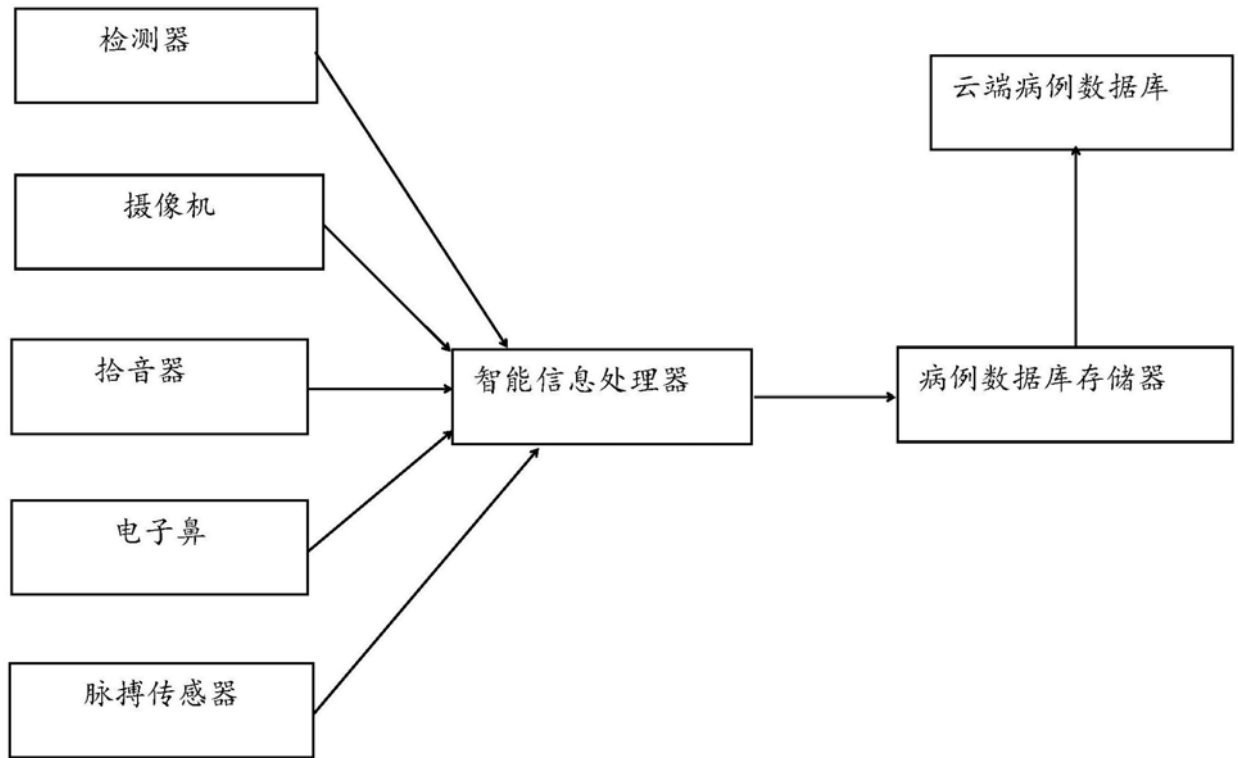 检测器
云端病例数据库
摄像机
拾音器
智能信息处理器
病例数据库存储器
电子鼻
脉搏传感器